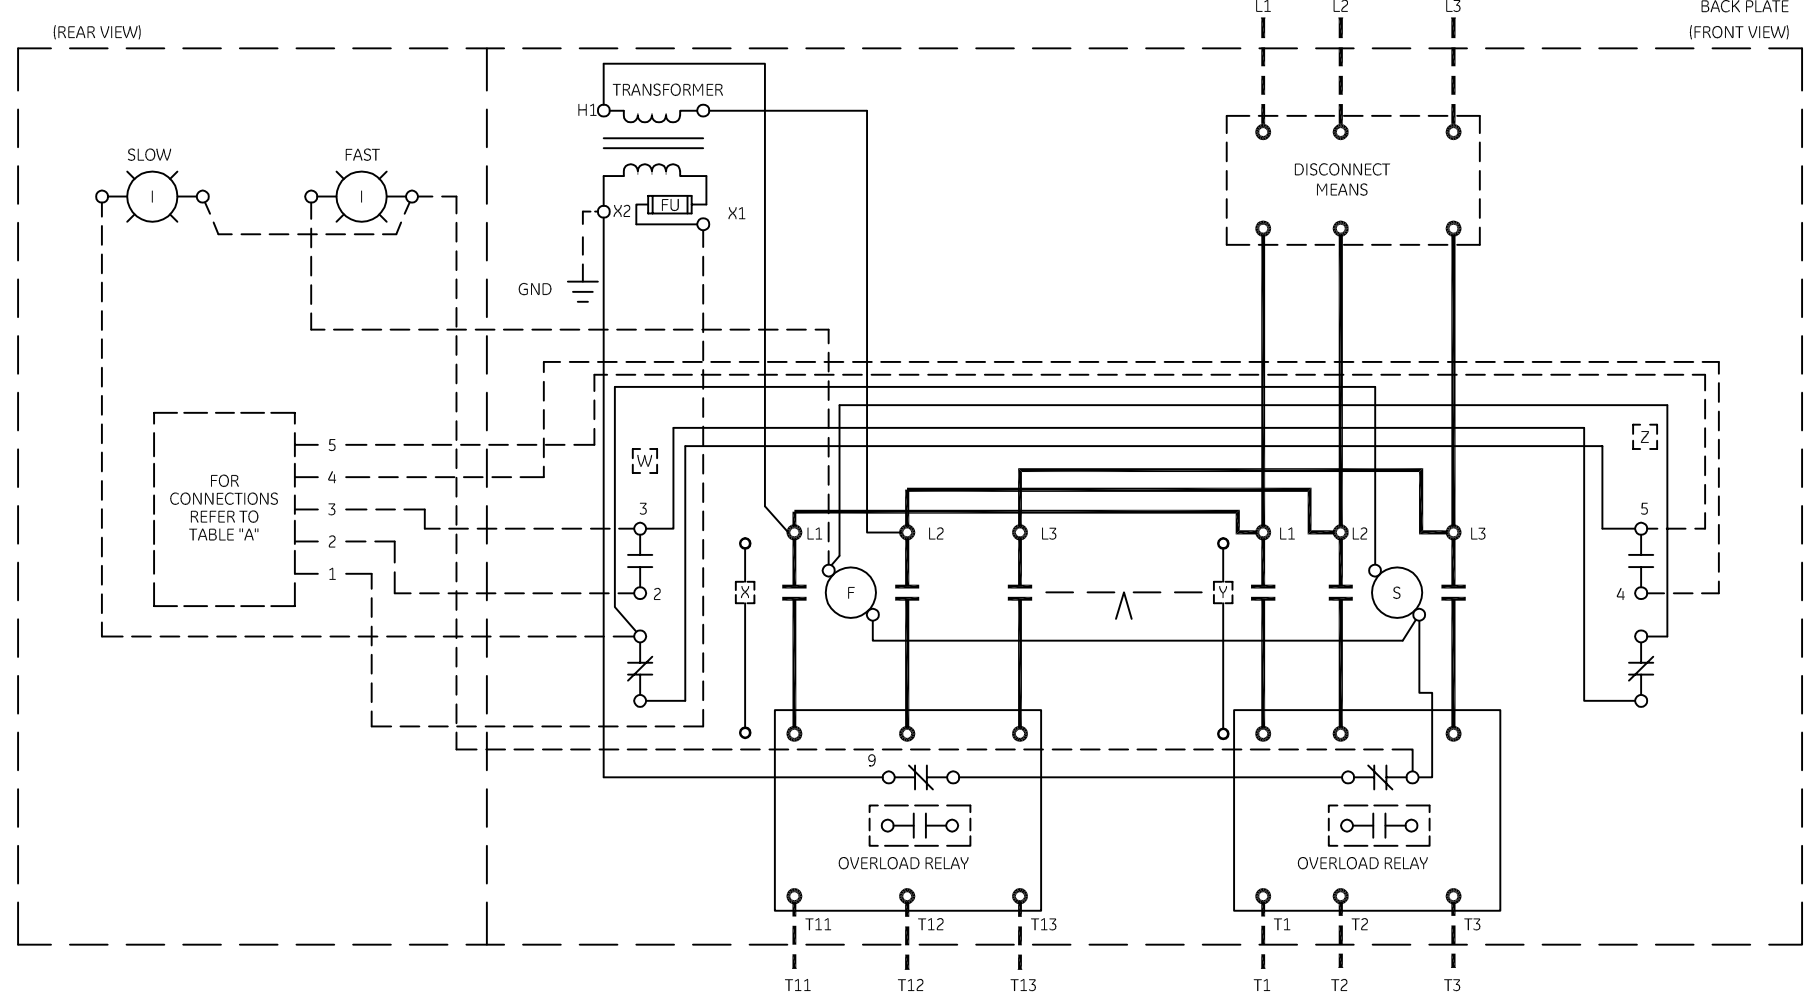 L1 L2 L3 BACK PLATE
(REAR VIEW) (FRONT VIEW)
TRANSFORMER
H1
SLOW FAST
DISCONNECT
MEANS
I I
FU
X2 X1
GND
5
4
3
2
1
FOR
CONNECTIONS
REFER TO
TABLE "A"
W Z
3 5
L1 L2 L3 L1 L2 L3
2 X F Y S 4
9
OVERLOAD RELAY OVERLOAD RELAY
T11 T12 T13 T1 T2 T3
T11 T12 T13 T1 T2 T3